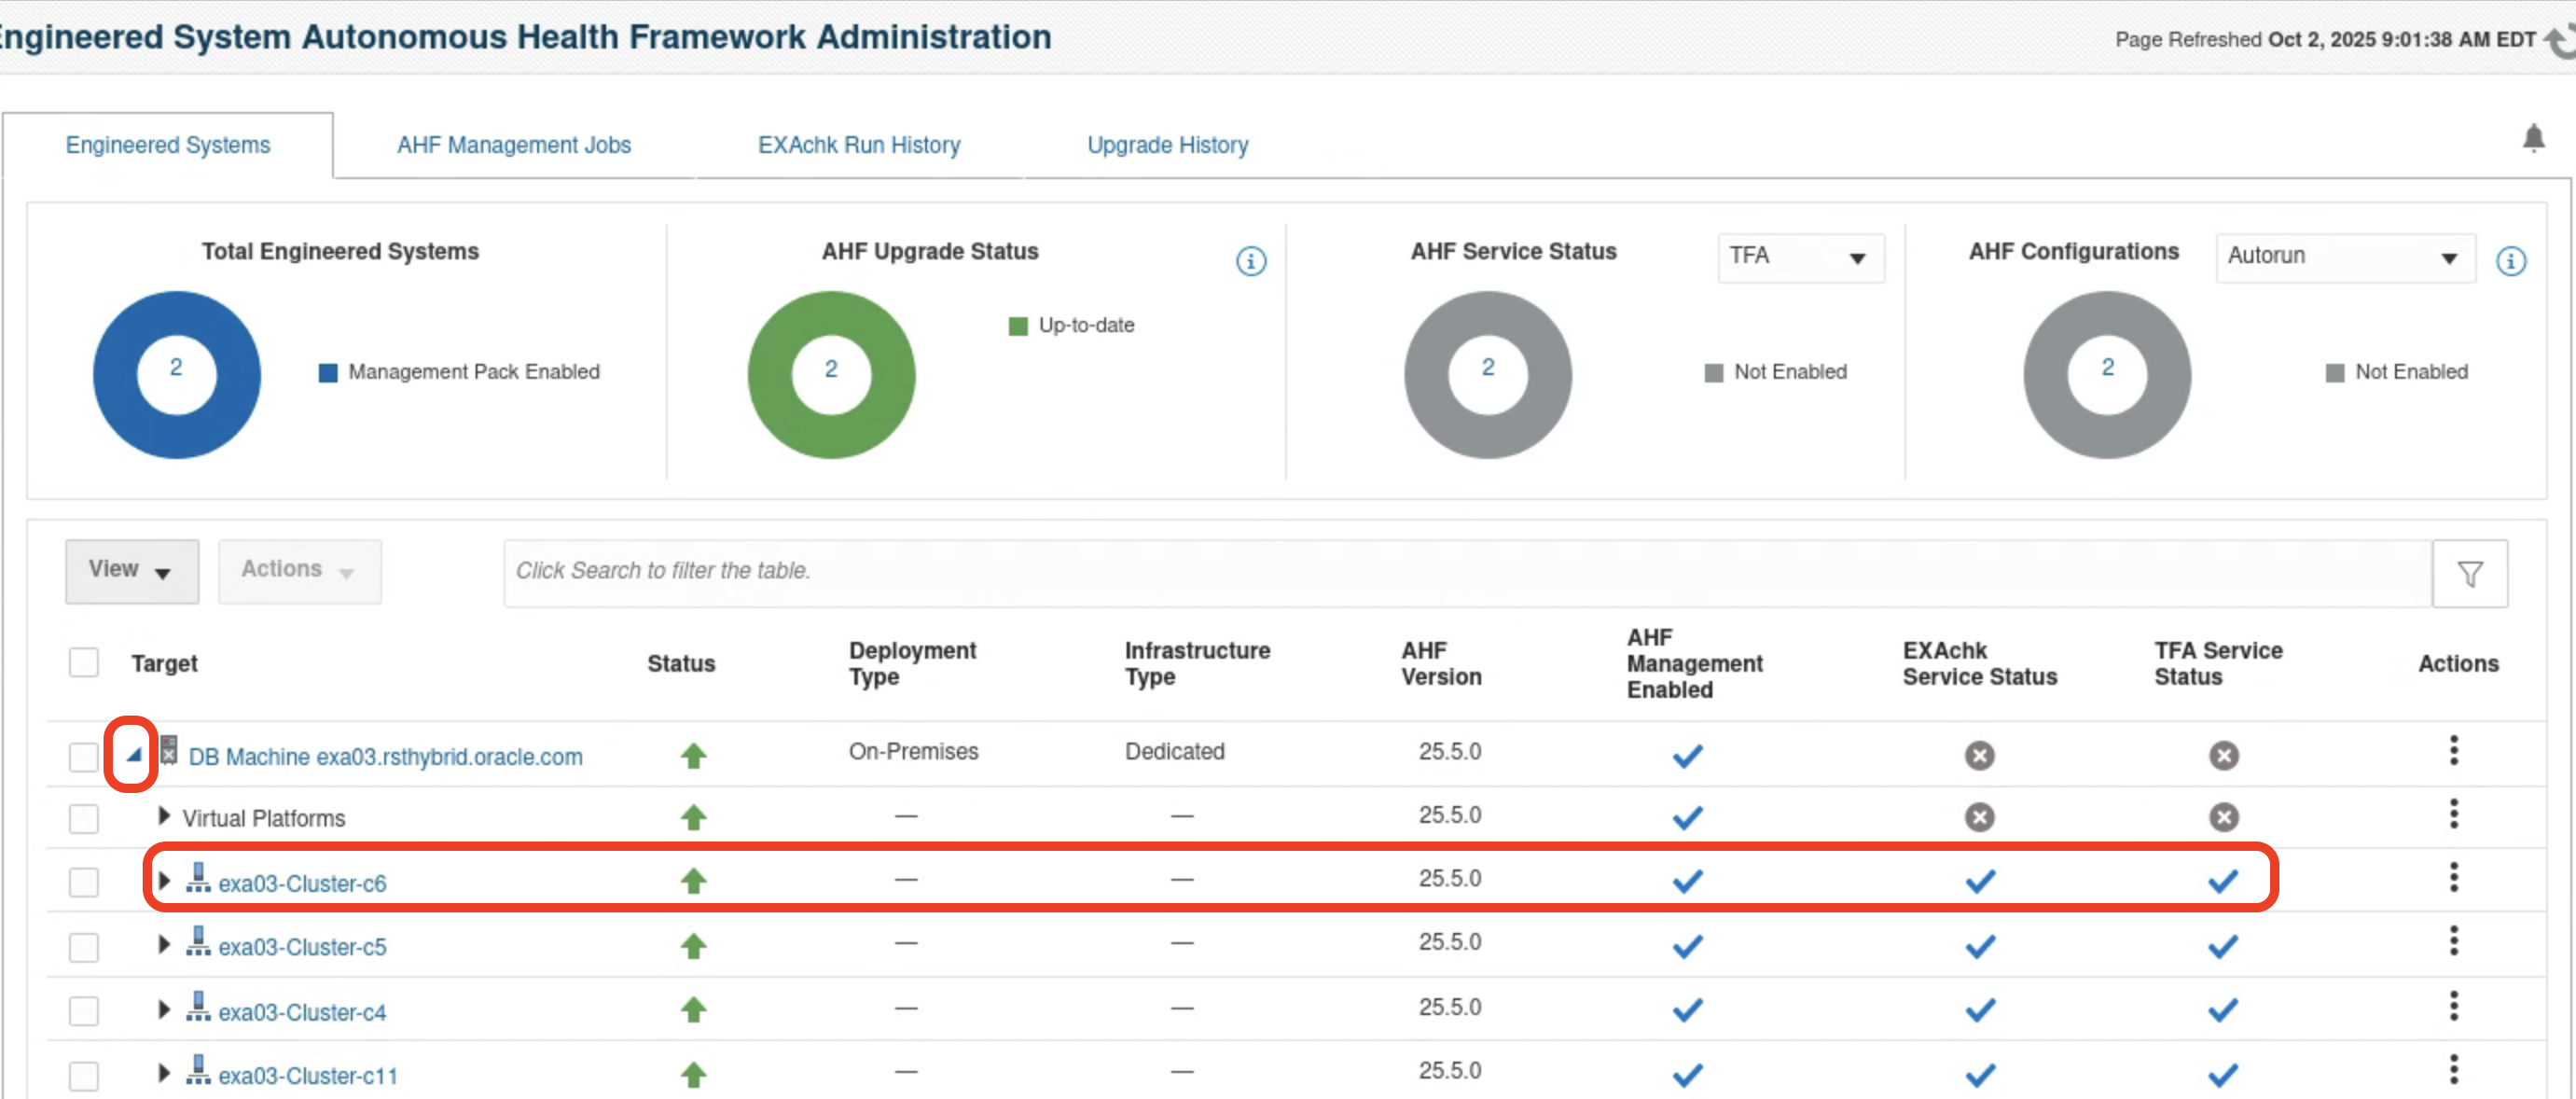 Engineered System Autonomous Health Framework Administration
Page Refreshed Oct 2, 2025 9:01:38 AM EDT
Engineered Systems
AHF Management Jobs
EXAchk Run History
Upgrade History
Total Engineered Systems
2
Management Pack Enabled
AHF Upgrade Status
2
Up-to-date
AHF Service Status
TFA
2
Not Enabled
AHF Configurations
Autorun
2
Not Enabled
View
Actions
Click Search to filter the table.
Target
Status
Deployment
Type
Infrastructure
Type
AHF
Version
AHF
Management
Enabled
EXAchk
Service Status
TFA Service
Status
Actions
DB Machine exa03.rsthybrid.oracle.com On-Premises Dedicated 25.5.0
Virtual Platforms — — 25.5.0
exa03-Cluster-c6 — — 25.5.0
exa03-Cluster-c5 — — 25.5.0
exa03-Cluster-c4 — — 25.5.0
exa03-Cluster-c11 — — 25.5.0